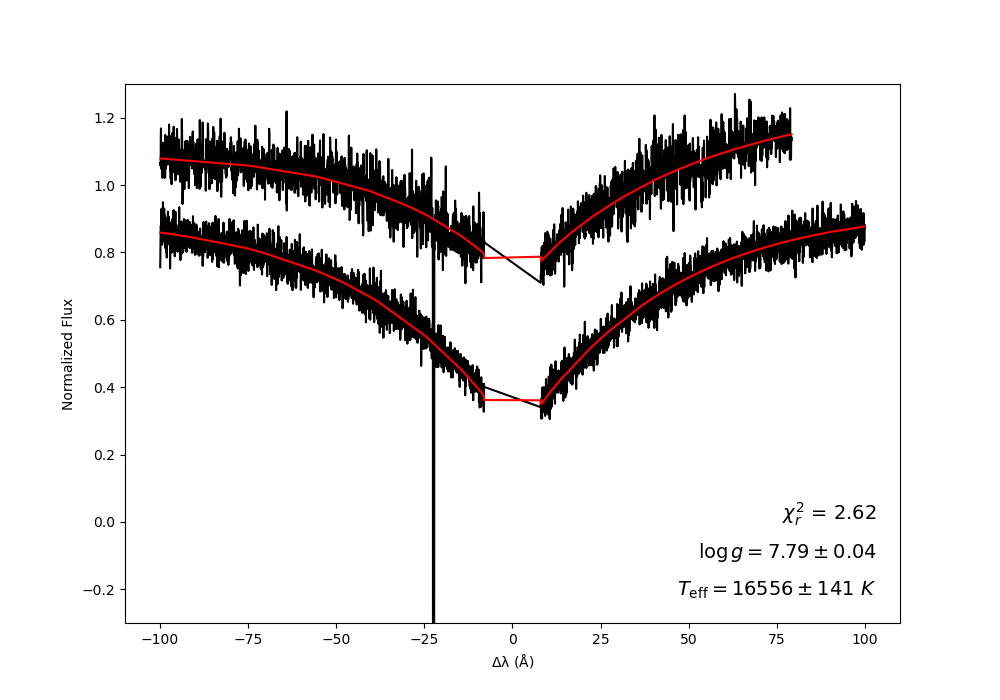 1.2
1.0
0.8
0.6
0.4
0.2
0.0
−0.2
Normalized Flux
χ²ᵣ = 2.62
log g = 7.79 ± 0.04
T_eff = 16556 ± 141 K
−100 −75 −50 −25 0 25 50 75 100
Δλ (Å)